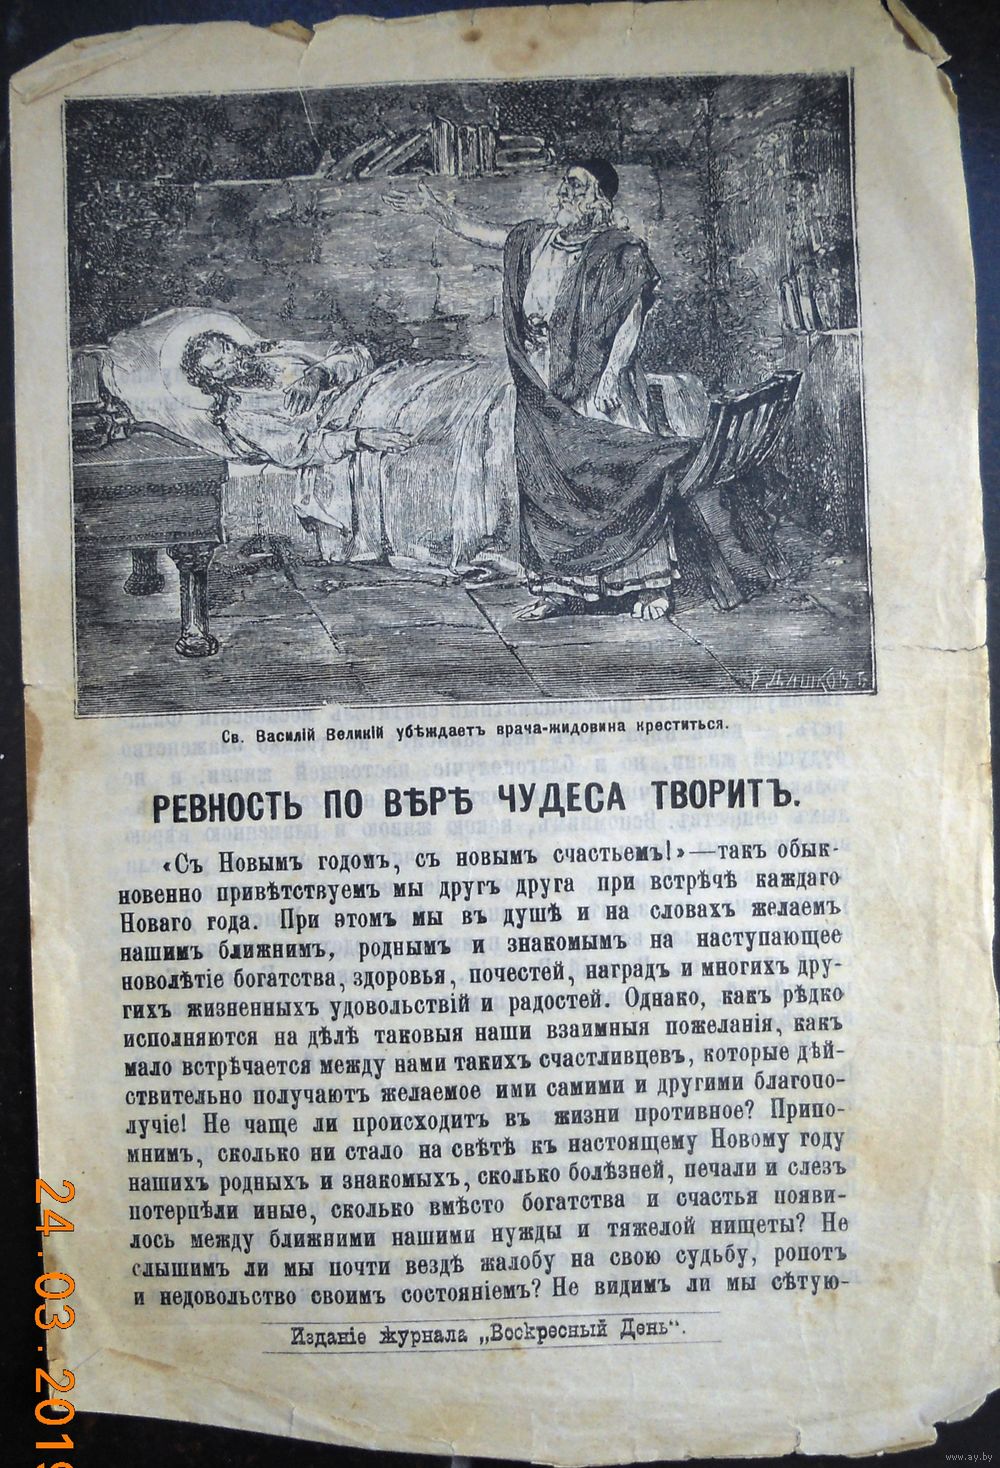 Р Дашков г.
Св. Василій Великій убѣждаетъ врача-жидовина креститься.
РЕВНОСТЬ ПО ВѢРѢ ЧУДЕСА ТВОРИТЪ.
«Съ Новымъ годомъ, съ новымъ счастьемъ!»—такъ обык-
новенно привѣтствуемъ мы другъ друга при встрѣчѣ каждаго
Новаго года. При этомъ мы въ душѣ и на словахъ желаемъ
нашимъ ближнимъ, роднымъ и знакомымъ на наступающее
новолѣтіе богатства, здоровья, почестей, наградъ и многихъ дру-
гихъ жизненныхъ удовольствій и радостей. Однако, какъ рѣдко
исполняются на дѣлѣ таковыя наши взаимныя пожеланія, какъ
мало встрѣчается между нами такихъ счастливцевъ, которые дѣй-
ствительно получаютъ желаемое ими самими и другими благопо-
лучіе! Не чаще ли происходитъ въ жизни противное? Припо-
мнимъ, сколько ни стало на свѣтѣ къ настоящему Новому году
нашихъ родныхъ и знакомыхъ, сколько болѣзней, печали и слезъ
потерпѣли иные, сколько вмѣсто богатства и счастья появи-
лось между ближними нашими нужды и тяжелой нищеты? Не
слышимъ ли мы почти вездѣ жалобу на свою судьбу, ропотъ
и недовольство своимъ состояніемъ? Не видимъ ли мы сѣтую-
Изданіе журнала „Воскресный День“.
24.03.2019
www.ay.by